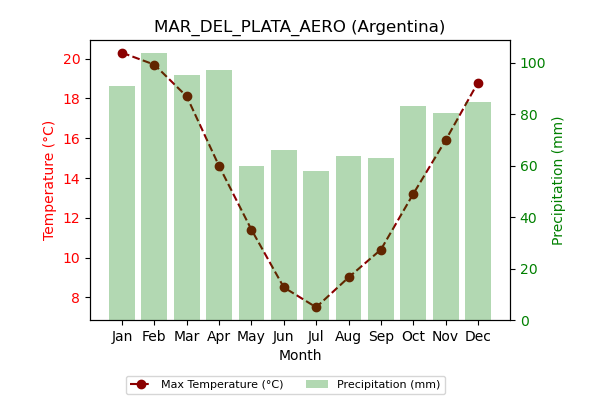 MAR_DEL_PLATA_AERO (Argentina)
20
18
16
14
12
10
8
Temperature (°C)
100
80
60
40
20
0
Precipitation (mm)
Jan Feb Mar Apr May Jun Jul Aug Sep Oct Nov Dec
Month
Max Temperature (°C) Precipitation (mm)